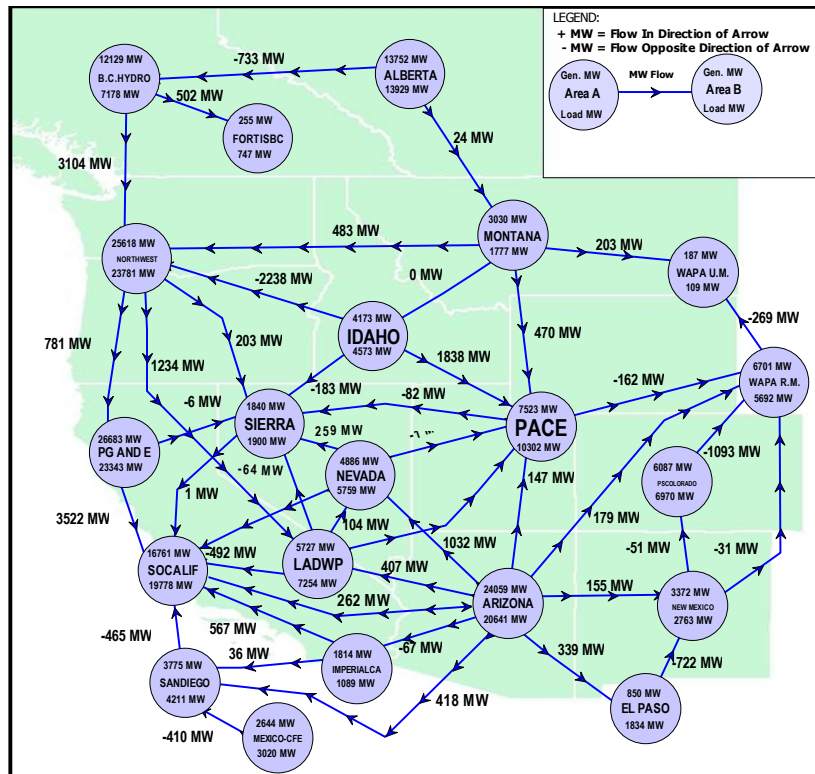 LEGEND:
+ MW = Flow In Direction of Arrow
- MW = Flow Opposite Direction of Arrow
Gen. MW
Area A
Load MW
MW Flow
Gen. MW
Area B
Load MW
12129 MW
B.C.HYDRO
7178 MW
-733 MW
13752 MW
ALBERTA
13929 MW
502 MW
255 MW
FORTISBC
747 MW
24 MW
3104 MW
25618 MW
NORTHWEST
23781 MW
483 MW
3030 MW
MONTANA
1777 MW
203 MW
187 MW
WAPA U.M.
109 MW
-2238 MW
0 MW
4173 MW
IDAHO
4573 MW
470 MW
-269 MW
781 MW
1234 MW
203 MW
1838 MW
6701 MW
WAPA R.M.
5692 MW
-6 MW
-183 MW
-82 MW
-162 MW
1840 MW
SIERRA
1900 MW
7523 MW
PACE
10302 MW
26683 MW
PG AND E
23343 MW
259 MW
-64 MW
4886 MW
NEVADA
5759 MW
147 MW
6087 MW
PSCOLORADO
6970 MW
-1093 MW
1 MW
3522 MW
104 MW
179 MW
1032 MW
-492 MW
16761 MW
SOCALIF
19778 MW
5727 MW
LADWP
7254 MW
407 MW
-51 MW
-31 MW
262 MW
24059 MW
ARIZONA
20641 MW
155 MW
3372 MW
NEW MEXICO
2763 MW
-465 MW
567 MW
36 MW
1814 MW
IMPERIALCA
1089 MW
-67 MW
339 MW
-722 MW
3775 MW
SANDIEGO
4211 MW
418 MW
850 MW
EL PASO
1834 MW
-410 MW
2644 MW
MEXICO-CFE
3020 MW